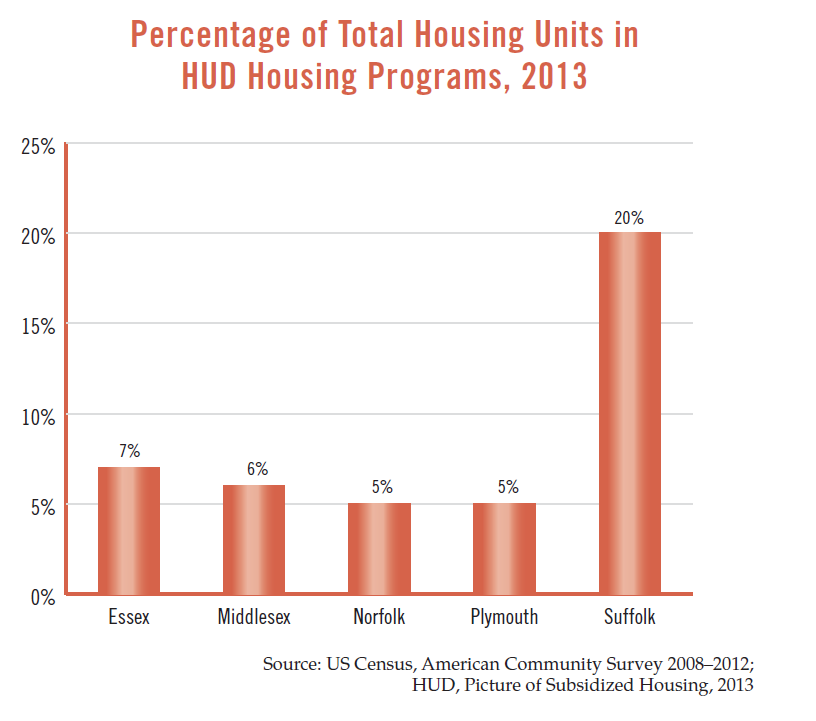 Percentage of Total Housing Units in
HUD Housing Programs, 2013
25%
20%
20%
15%
10%
7%
6%
5%
5%
5%
0%
Essex Middlesex Norfolk Plymouth Suffolk
Source: US Census, American Community Survey 2008–2012;
HUD, Picture of Subsidized Housing, 2013